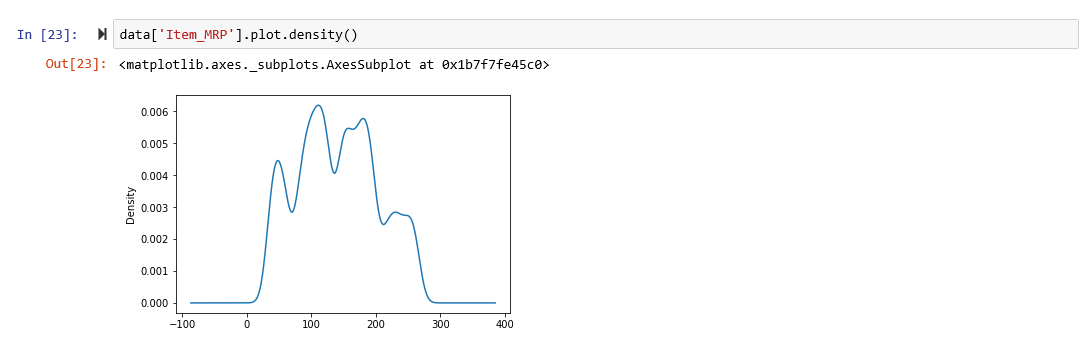 In [23]: data['Item_MRP'].plot.density()
Out[23]: <matplotlib.axes._subplots.AxesSubplot at 0x1b7f7fe45c0>
0.006
0.005
0.004
0.003
0.002
0.001
0.000
Density
−100 0 100 200 300 400